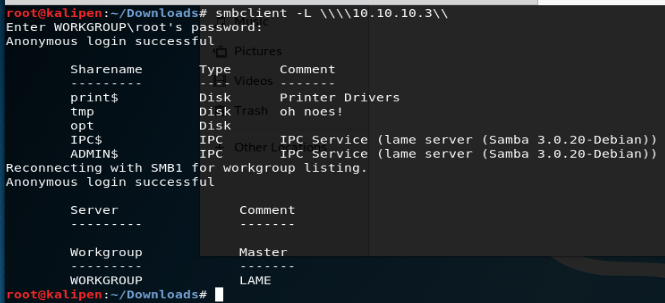 root@kalipen:~/Downloads# smbclient -L \\\\10.10.10.3\\
Enter WORKGROUP\root's password:
Anonymous login successful
Pictures
Sharename Type Comment
--------- ---- -------
Videos
print$ Disk Printer Drivers
tmp Disk oh noes!
Trash
opt Disk
IPC$ IPC IPC Service (lame server (Samba 3.0.20-Debian))
Other Locations
ADMIN$ IPC IPC Service (lame server (Samba 3.0.20-Debian))
Reconnecting with SMB1 for workgroup listing.
Anonymous login successful
Server Comment
--------- -------
Workgroup Master
--------- -------
WORKGROUP LAME
root@kalipen:~/Downloads#